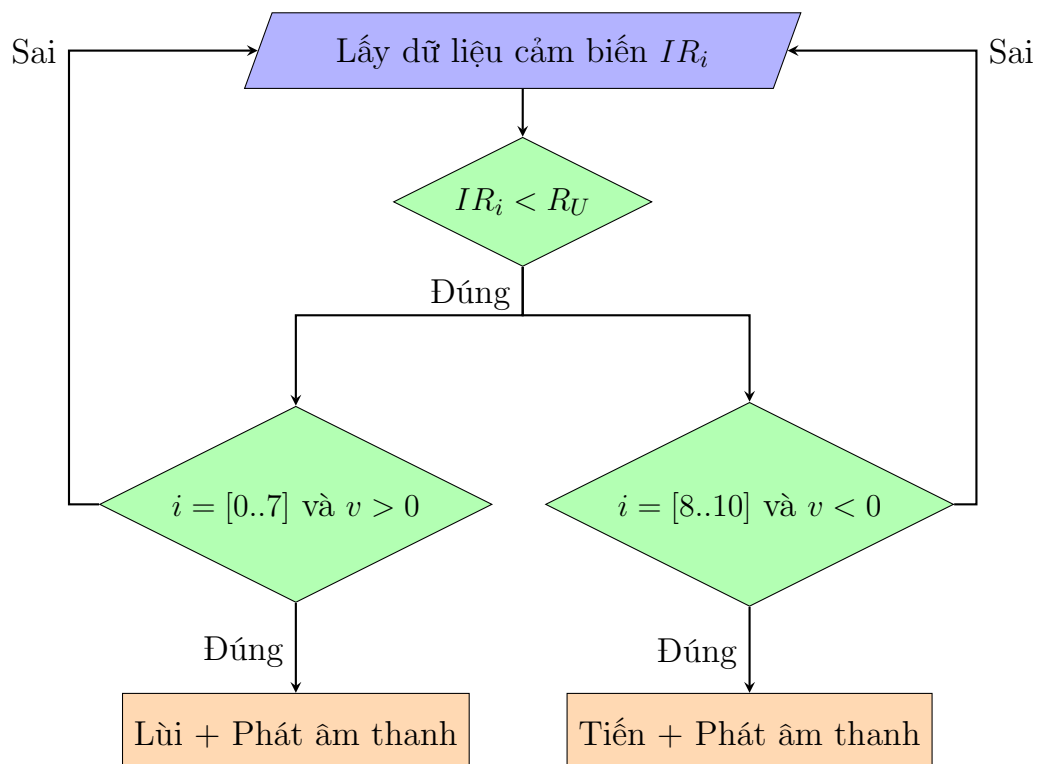 Lấy dữ liệu cảm biến $IR_i$
Sai
Sai
$IR_i < R_U$
Đúng
$i = [0..7]$ và $v > 0$
$i = [8..10]$ và $v < 0$
Đúng
Đúng
Lùi + Phát âm thanh
Tiến + Phát âm thanh